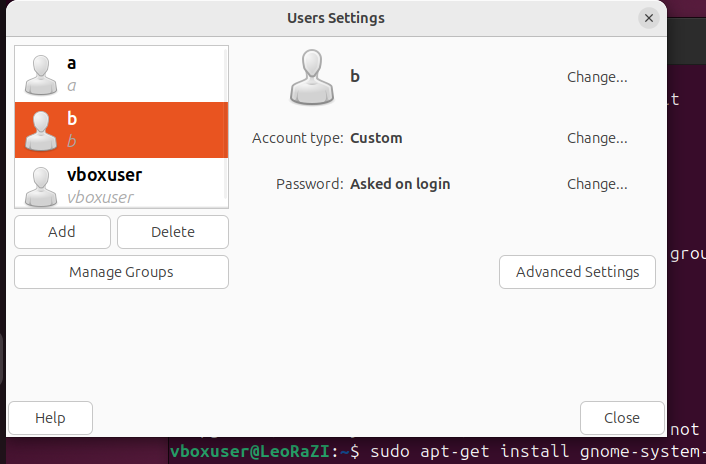 Users Settings
a
a
b
b
vboxuser
vboxuser
Add
Delete
Manage Groups
b
Change...
Account type: Custom
Change...
Password: Asked on login
Change...
Advanced Settings
Help
Close
grou
not
vboxuser@LeoRaZI:~$ sudo apt-get install gnome-system-